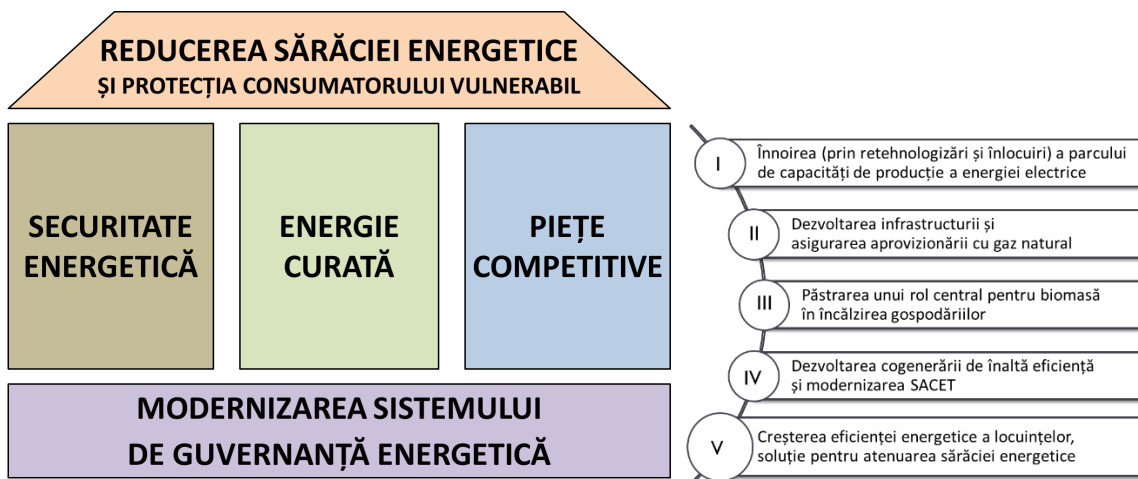 REDUCEREA SĂRĂCIEI ENERGETICE
ȘI PROTECȚIA CONSUMATORULUI VULNERABIL
SECURITATE
ENERGETICĂ
ENERGIE
CURATĂ
PIEȚE
COMPETITIVE
MODERNIZAREA SISTEMULUI
DE GUVERNANȚĂ ENERGETICĂ
I
Înnoirea (prin retehnologizări și înlocuiri) a parcului
de capacități de producție a energiei electrice
II
Dezvoltarea infrastructurii și
asigurarea aprovizionării cu gaz natural
III
Păstrarea unui rol central pentru biomasă
în încălzirea gospodăriilor
IV
Dezvoltarea cogenerării de înaltă eficiență
și modernizarea SACET
V
Creșterea eficienței energetice a locuințelor,
soluție pentru atenuarea sărăciei energetice